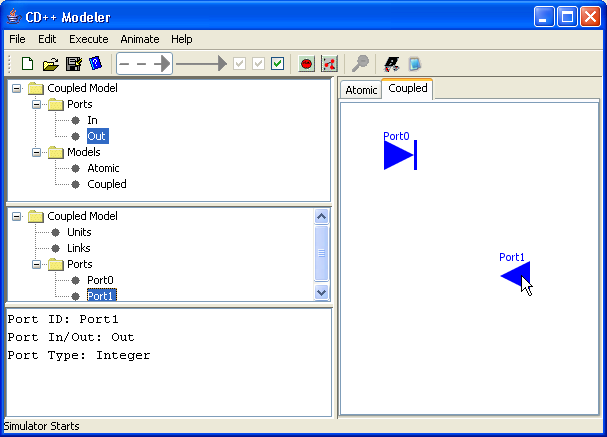 CD++ Modeler
File Edit Execute Animate Help
Coupled Model
Ports
In
Out
Models
Atomic
Coupled
Coupled Model
Units
Links
Ports
Port0
Port1
Port ID: Port1
Port In/Out: Out
Port Type: Integer
Atomic Coupled
Port0
Port1
Simulator Starts